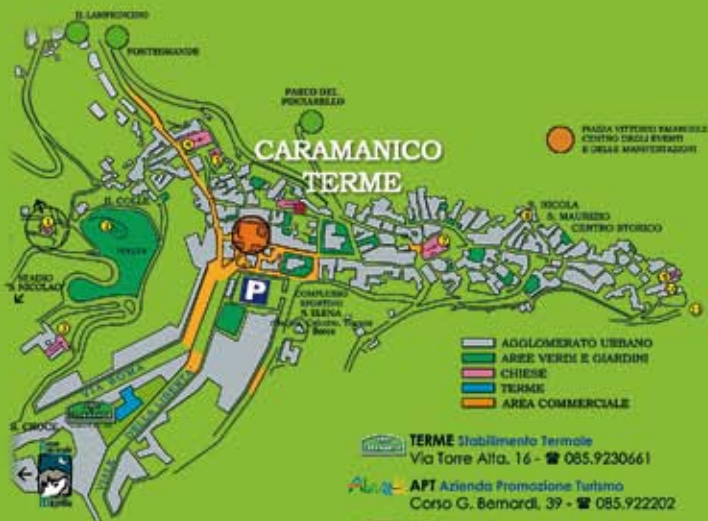 IL LAMPIONCINO
FONTEGRANDE
PARCO DEL
PISCIARELLO
CARAMANICO
TERME
PIAZZA VITTORIO EMANUELE
CENTRO DEGLI EVENTI
E DELLE MANIFESTAZIONI
IL COLLE
S. NICOLA
S. MAURIZIO
CENTRO STORICO
STADIO
"S. NICOLAO"
P
COMPLESSO
SPORTIVO
S. ELENA
Bocce
VIA ROMA
VIALE DELLA LIBERTÀ
S. CROCE
AGGLOMERATO URBANO
AREE VERDI E GIARDINI
CHIESE
TERME
AREA COMMERCIALE
TERME Stabilimento Termale
Via Torre Alta, 16 - ☎ 085.9230661
APT Azienda Promozione Turismo
Corso G. Bernardi, 39 - ☎ 085.922202